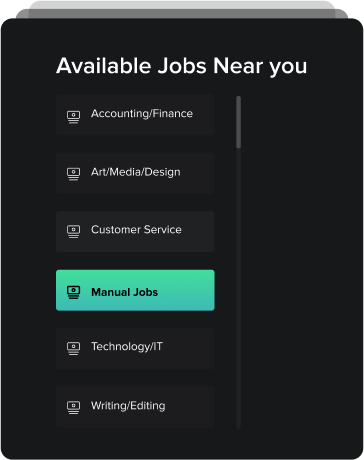 Available Jobs Near you
Accounting/Finance
Art/Media/Design
Customer Service
Manual Jobs
Technology/IT
Writing/Editing